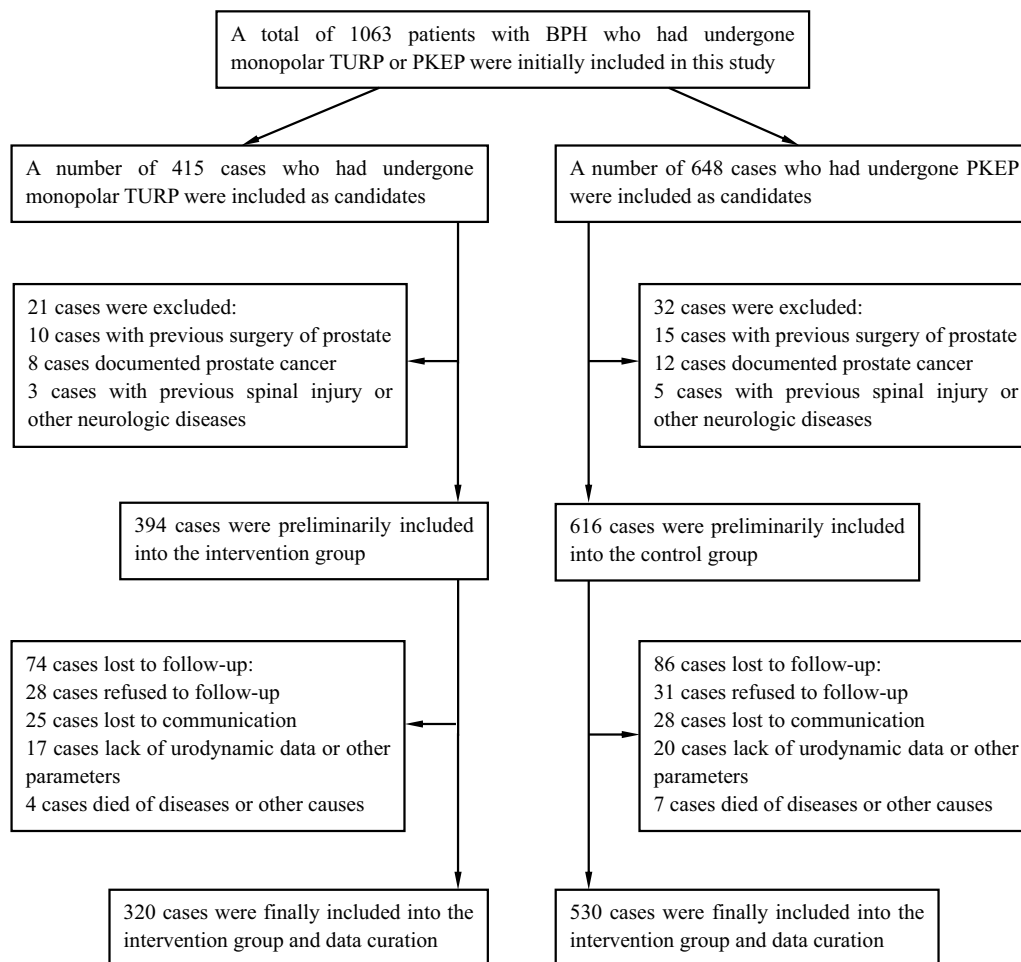 A total of 1063 patients with BPH who had undergone
monopolar TURP or PKEP were initially included in this study
A number of 415 cases who had undergone
monopolar TURP were included as candidates
A number of 648 cases who had undergone PKEP
were included as candidates
21 cases were excluded:
10 cases with previous surgery of prostate
8 cases documented prostate cancer
3 cases with previous spinal injury or
other neurologic diseases
32 cases were excluded:
15 cases with previous surgery of prostate
12 cases documented prostate cancer
5 cases with previous spinal injury or
other neurologic diseases
394 cases were preliminarily included
into the intervention group
616 cases were preliminarily included
into the control group
74 cases lost to follow-up:
28 cases refused to follow-up
25 cases lost to communication
17 cases lack of urodynamic data or other
parameters
4 cases died of diseases or other causes
86 cases lost to follow-up:
31 cases refused to follow-up
28 cases lost to communication
20 cases lack of urodynamic data or other
parameters
7 cases died of diseases or other causes
320 cases were finally included into the
intervention group and data curation
530 cases were finally included into the
intervention group and data curation